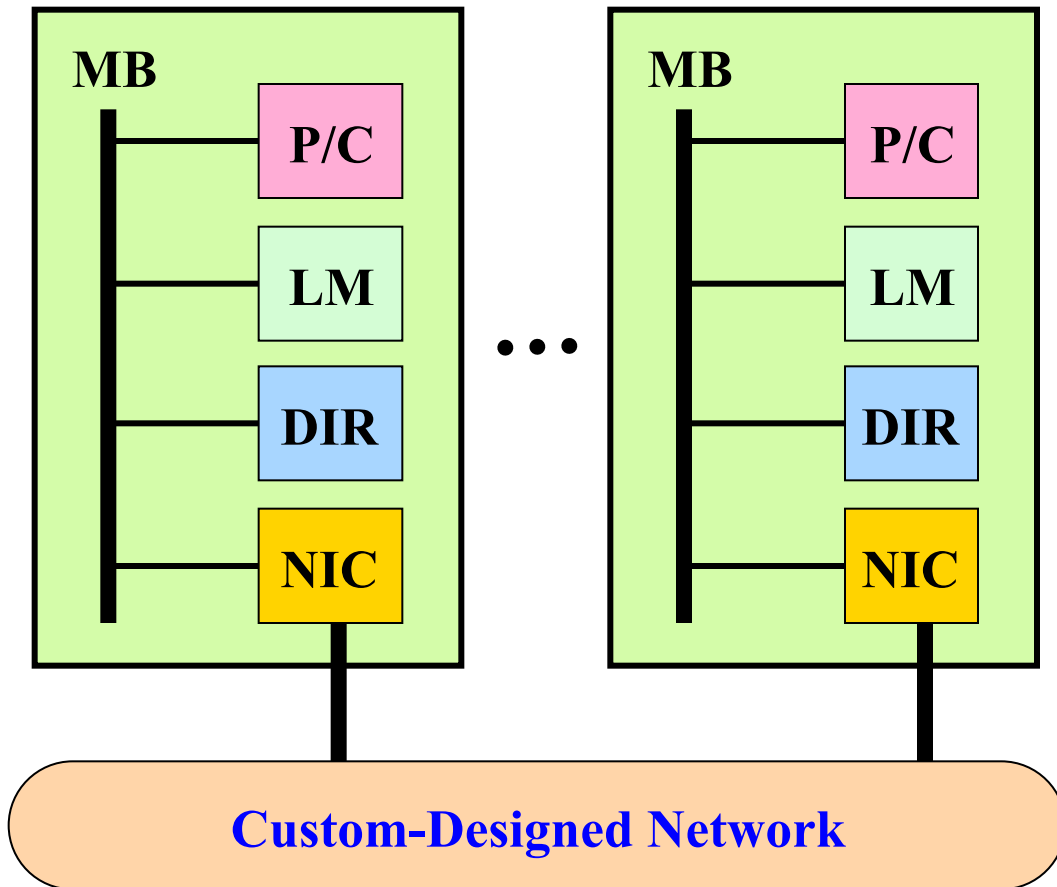 MB
P/C
LM
DIR
NIC
MB
P/C
LM
DIR
NIC
Custom-Designed Network